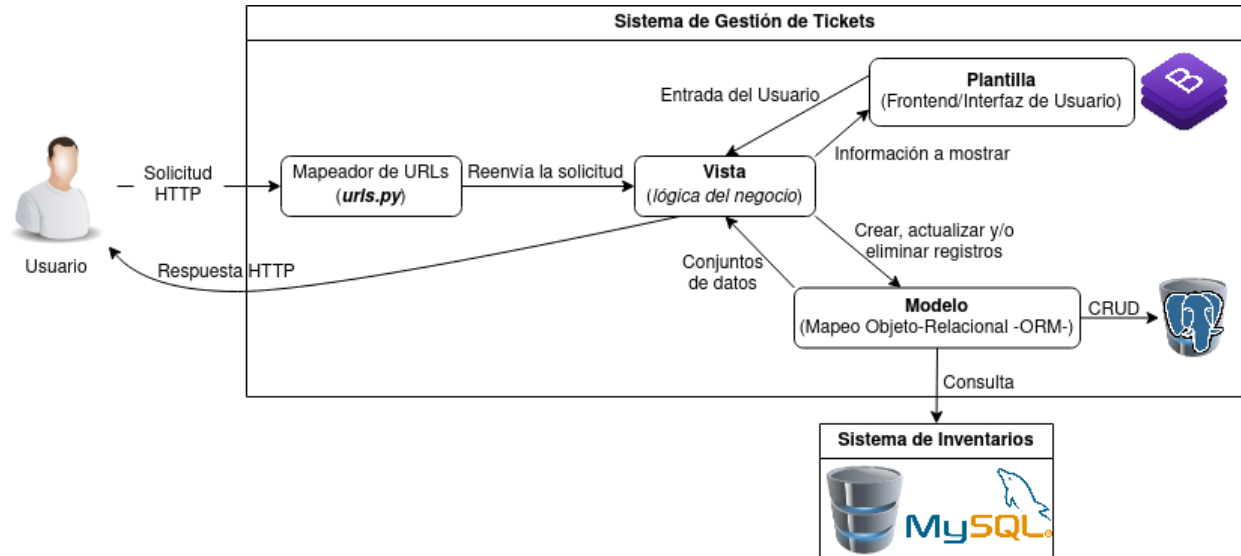 Sistema de Gestión de Tickets
Plantilla
(Frontend/Interfaz de Usuario)
B
Entrada del Usuario
Información a mostrar
Solicitud
HTTP
Mapeador de URLs
(urls.py)
Reenvía la solicitud
Vista
(lógica del negocio)
Usuario
Respuesta HTTP
Conjuntos
de datos
Crear, actualizar y/o
eliminar registros
Modelo
(Mapeo Objeto-Relacional -ORM-)
CRUD
Consulta
Sistema de Inventarios
MySQL